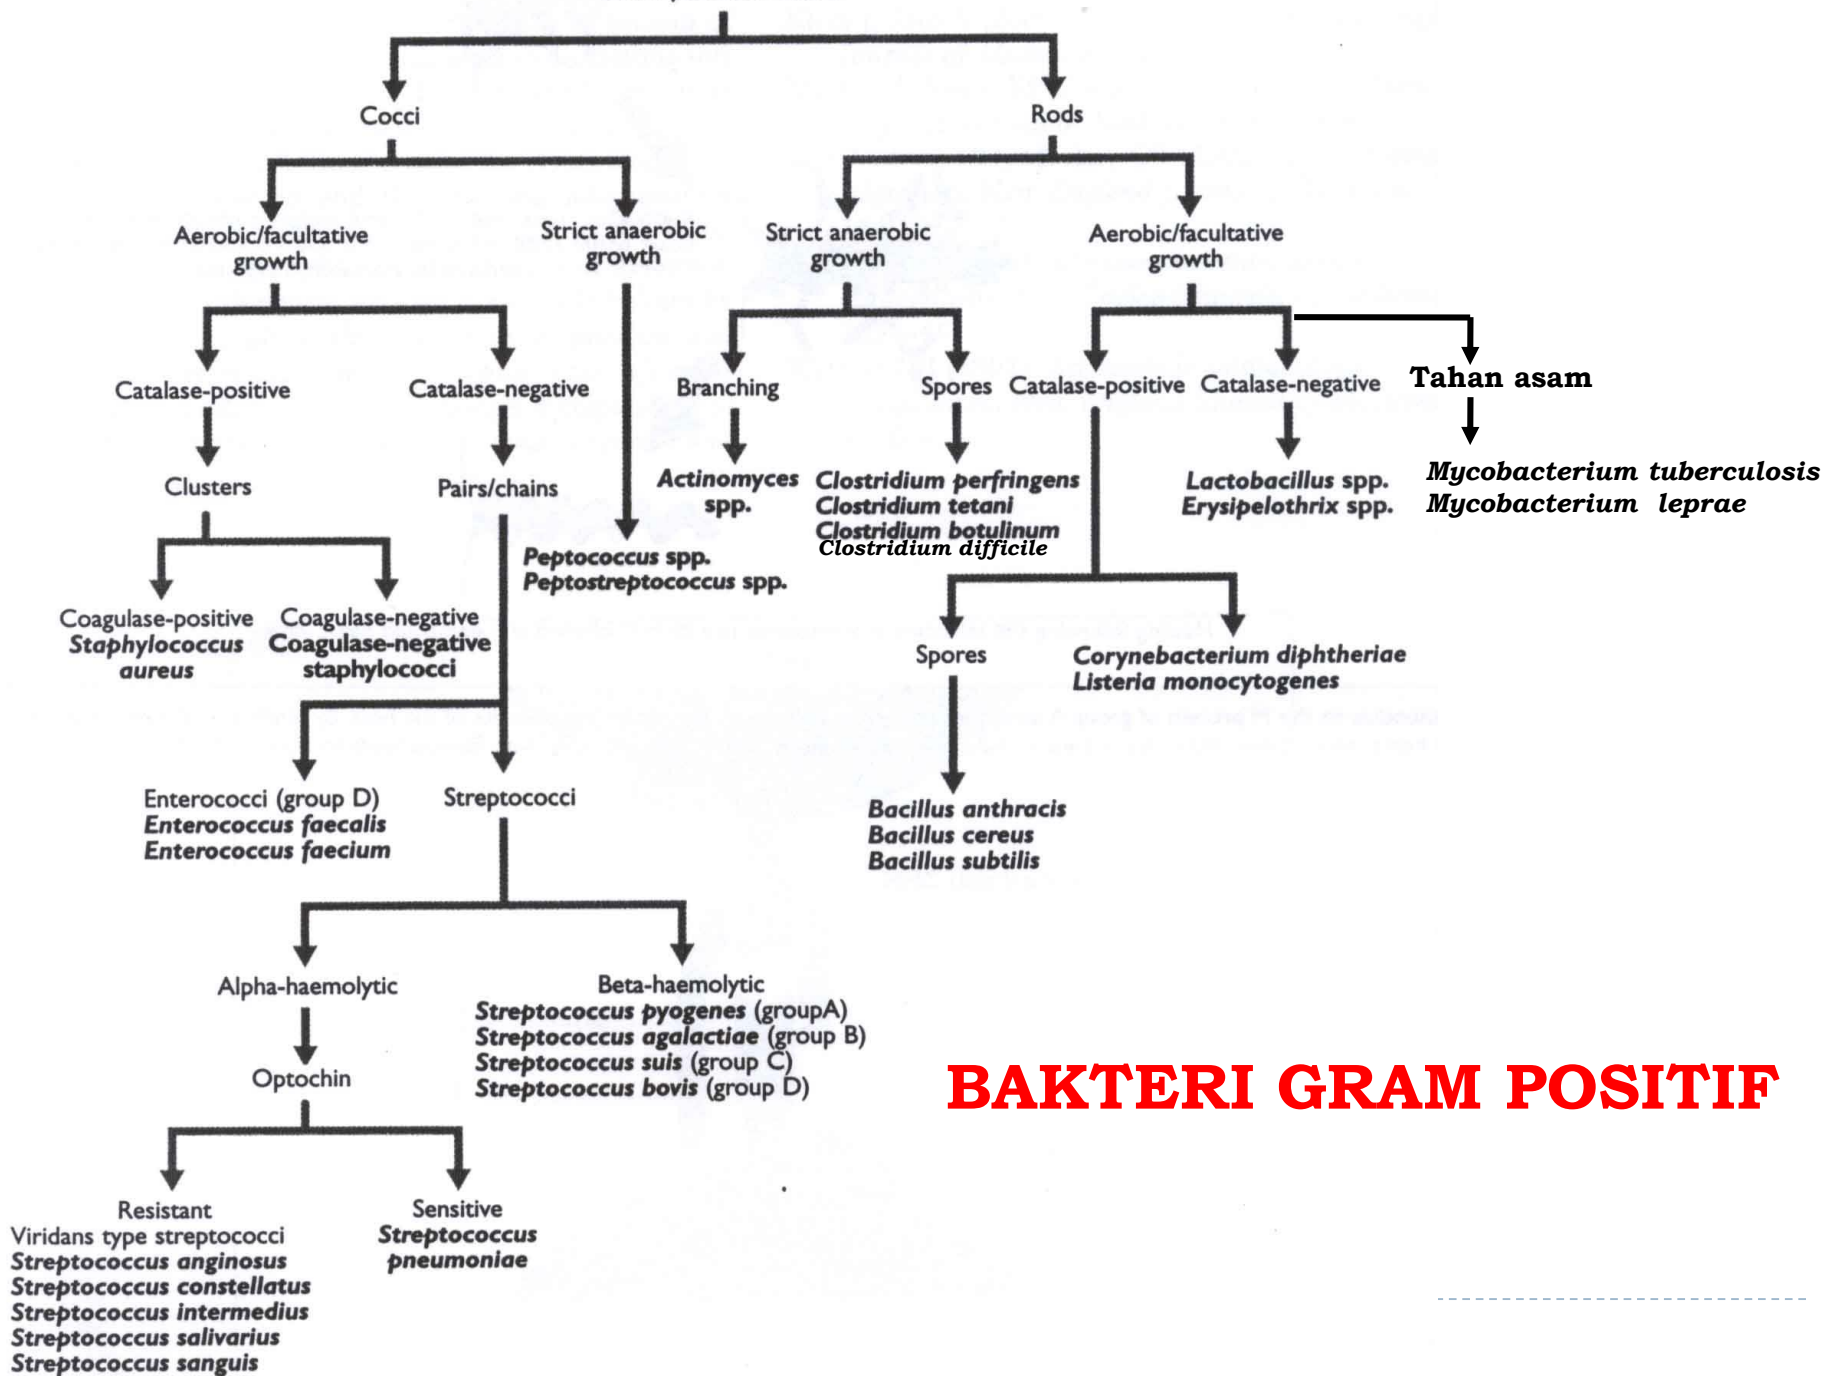 Cocci
Rods
Aerobic/facultative
growth
Strict anaerobic
growth
Strict anaerobic
growth
Aerobic/facultative
growth
Catalase-positive
Catalase-negative
Branching
Spores
Catalase-positive
Catalase-negative
Tahan asam
Clusters
Pairs/chains
Actinomyces
spp.
Clostridium perfringens
Clostridium tetani
Clostridium botulinum
Clostridium difficile
Lactobacillus spp.
Erysipelothrix spp.
Mycobacterium tuberculosis
Mycobacterium leprae
Peptococcus spp.
Peptostreptococcus spp.
Coagulase-positive
Staphylococcus
aureus
Coagulase-negative
Coagulase-negative
staphylococci
Spores
Corynebacterium diphtheriae
Listeria monocytogenes
Enterococci (group D)
Enterococcus faecalis
Enterococcus faecium
Streptococci
Bacillus anthracis
Bacillus cereus
Bacillus subtilis
Alpha-haemolytic
Beta-haemolytic
Streptococcus pyogenes (groupA)
Streptococcus agalactiae (group B)
Streptococcus suis (group C)
Streptococcus bovis (group D)
Optochin
BAKTERI GRAM POSITIF
Resistant
Viridans type streptococci
Streptococcus anginosus
Streptococcus constellatus
Streptococcus intermedius
Streptococcus salivarius
Streptococcus sanguis
Sensitive
Streptococcus
pneumoniae